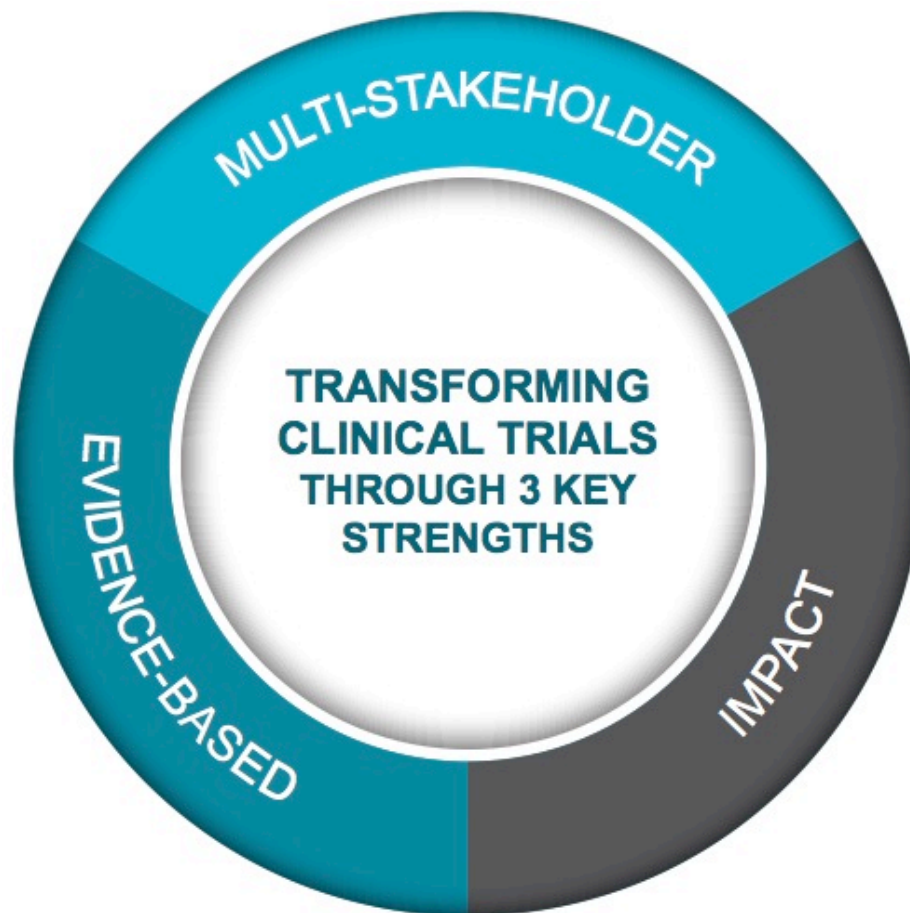 MULTI-STAKEHOLDER
TRANSFORMING
CLINICAL TRIALS
THROUGH 3 KEY
STRENGTHS
EVIDENCE-BASED
IMPACT